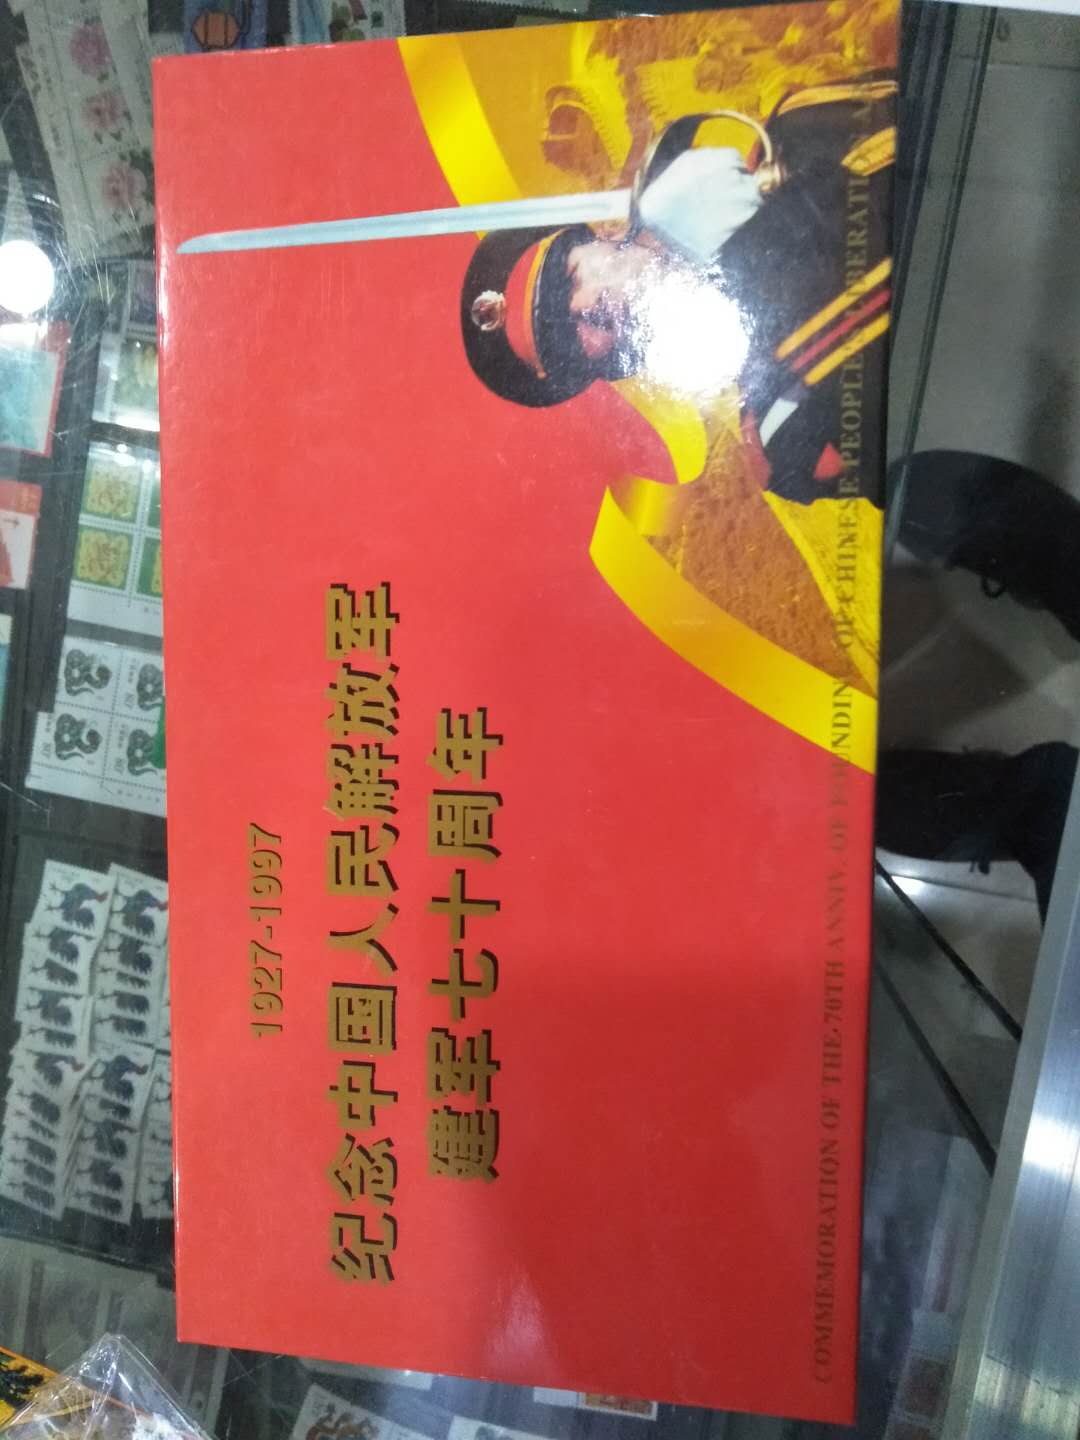 1927-1997
纪念中国人民解放军
建军七十周年
COMMEMORATION OF THE 70TH ANNIV. OF FOUNDING OF CHINESE PEOPLE'S LIBERATION